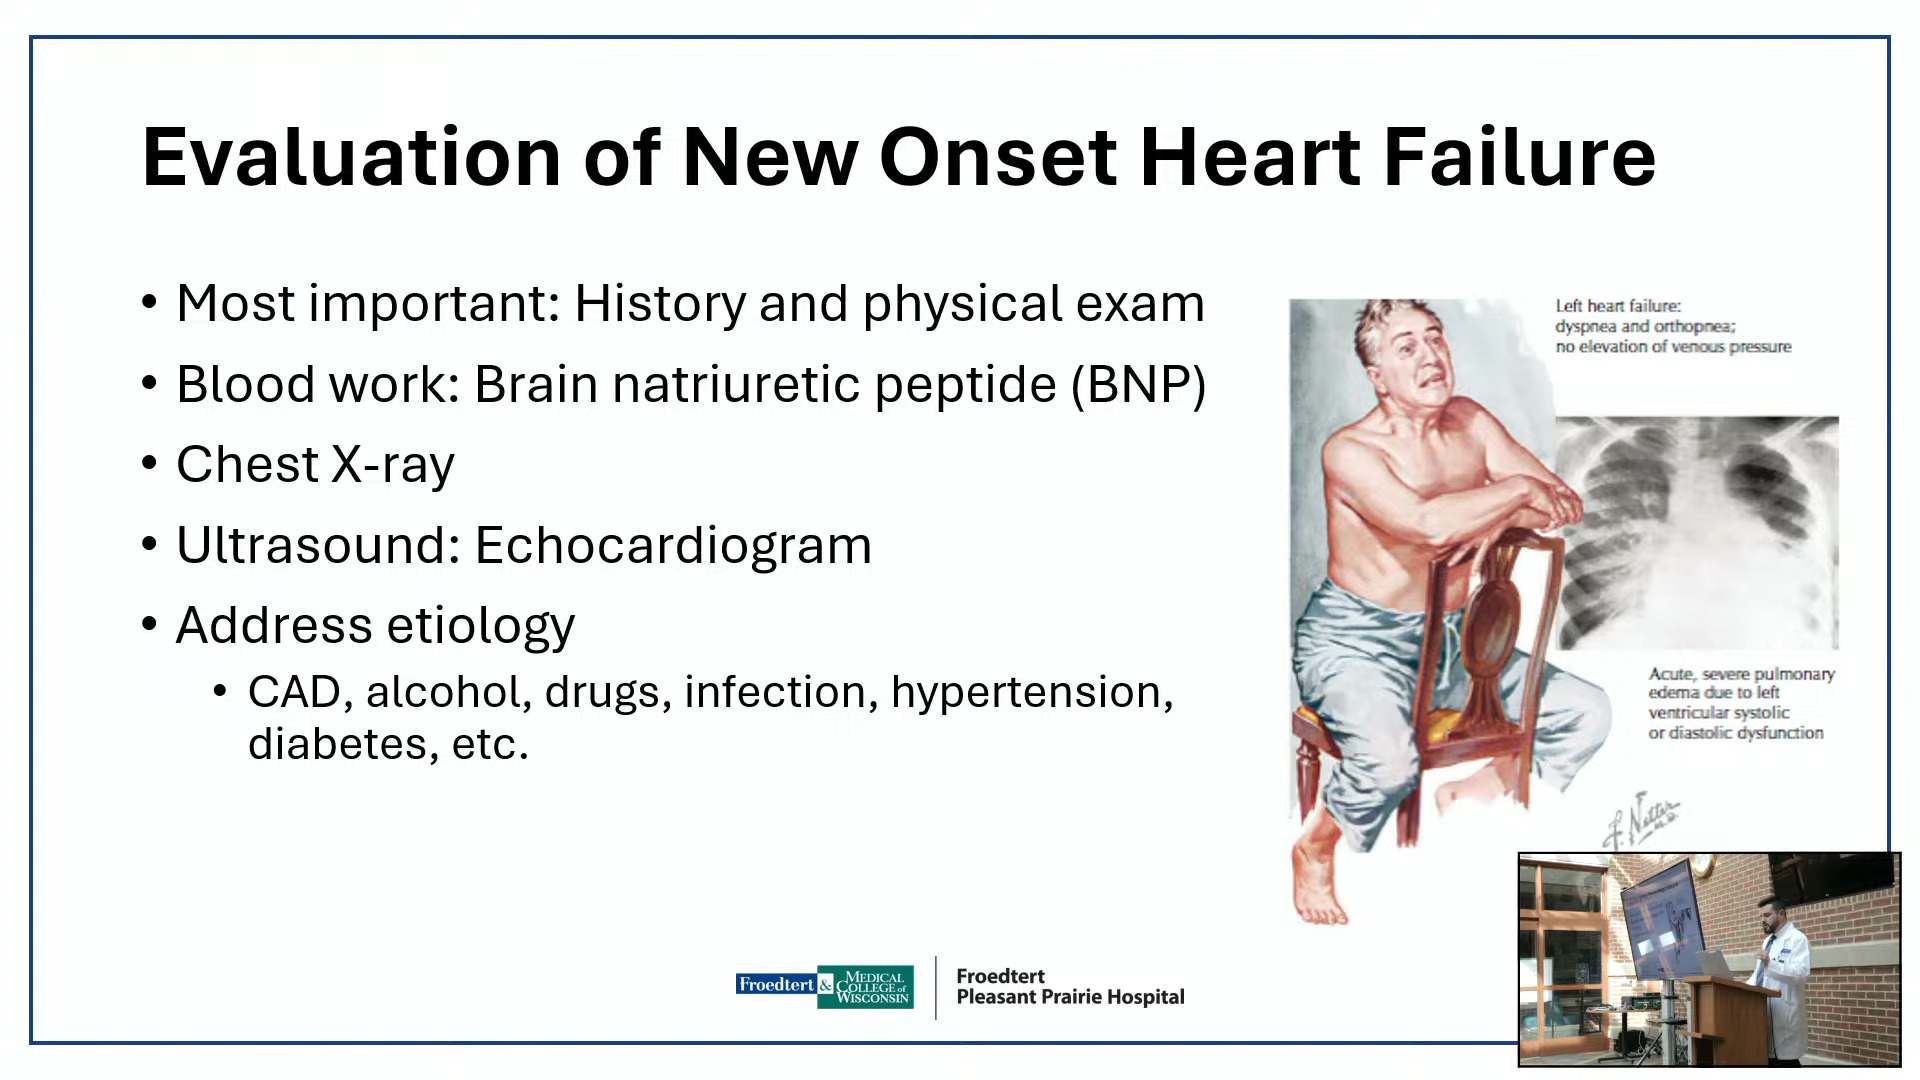 Evaluation of New Onset Heart Failure
• Most important: History and physical exam
• Blood work: Brain natriuretic peptide (BNP)
• Chest X-ray
• Ultrasound: Echocardiogram
• Address etiology
• CAD, alcohol, drugs, infection, hypertension,
diabetes, etc.
Left heart failure:
dyspnea and orthopnea;
no elevation of venous pressure
Acute, severe pulmonary
edema due to left
ventricular systolic
or diastolic dysfunction
F. Netter
M.D.
Froedtert &
MEDICAL
COLLEGE of
WISCONSIN
Froedtert
Pleasant Prairie Hospital